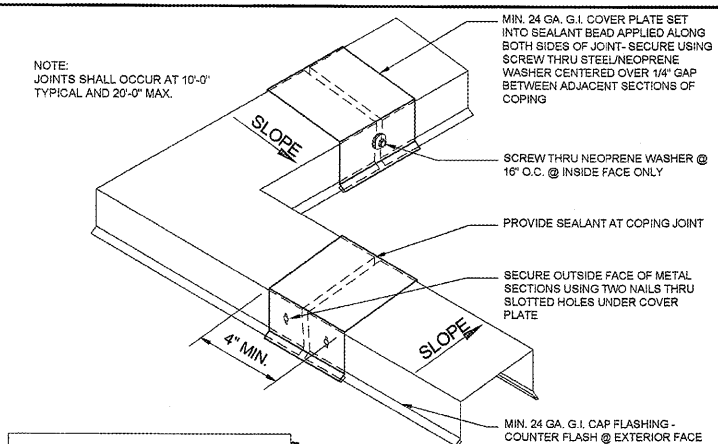 MIN. 24 GA. G.I. COVER PLATE SET
INTO SEALANT BEAD APPLIED ALONG
BOTH SIDES OF JOINT- SECURE USING
SCREW THRU STEEL/NEOPRENE
WASHER CENTERED OVER 1/4" GAP
BETWEEN ADJACENT SECTIONS OF
COPING
NOTE:
JOINTS SHALL OCCUR AT 10'-0"
TYPICAL AND 20'-0" MAX.
SLOPE
SCREW THRU NEOPRENE WASHER @
16" O.C. @ INSIDE FACE ONLY
PROVIDE SEALANT AT COPING JOINT
SECURE OUTSIDE FACE OF METAL
SECTIONS USING TWO NAILS THRU
SLOTTED HOLES UNDER COVER
PLATE
SLOPE
4" MIN.
MIN. 24 GA. G.I. CAP FLASHING -
COUNTER FLASH @ EXTERIOR FACE